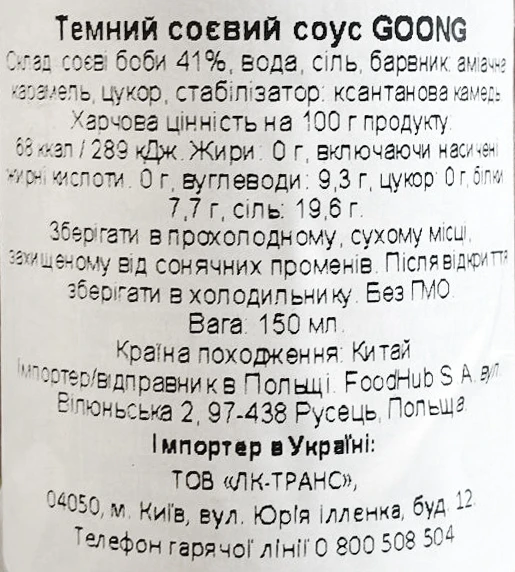 Темний соєвий соус GOONG
Склад: соєві боби 41%, вода, сіль, барвник: аміачна
карамель, цукор, стабілізатор: ксантанова камедь.
Харчова цінність на 100 г продукту:
68 ккал / 289 кДж. Жири: 0 г, включаючи насичені
жирні кислоти: 0 г, вуглеводи: 9,3 г, цукор: 0 г, білки:
7,7 г, сіль: 19,6 г.
Зберігати в прохолодному, сухому місці,
захищеному від сонячних променів. Після відкриття
зберігати в холодильнику. Без ГМО.
Вага: 150 мл.
Країна походження: Китай
Імпортер/відправник в Польщі: FoodHub S.A. вул.
Вілюньська 2, 97-438 Русець, Польща.
Імпортер в Україні:
ТОВ «ЛК-ТРАНС»,
04050, м. Київ, вул. Юрія Ілленка, буд. 12.
Телефон гарячої лінії 0 800 508 504